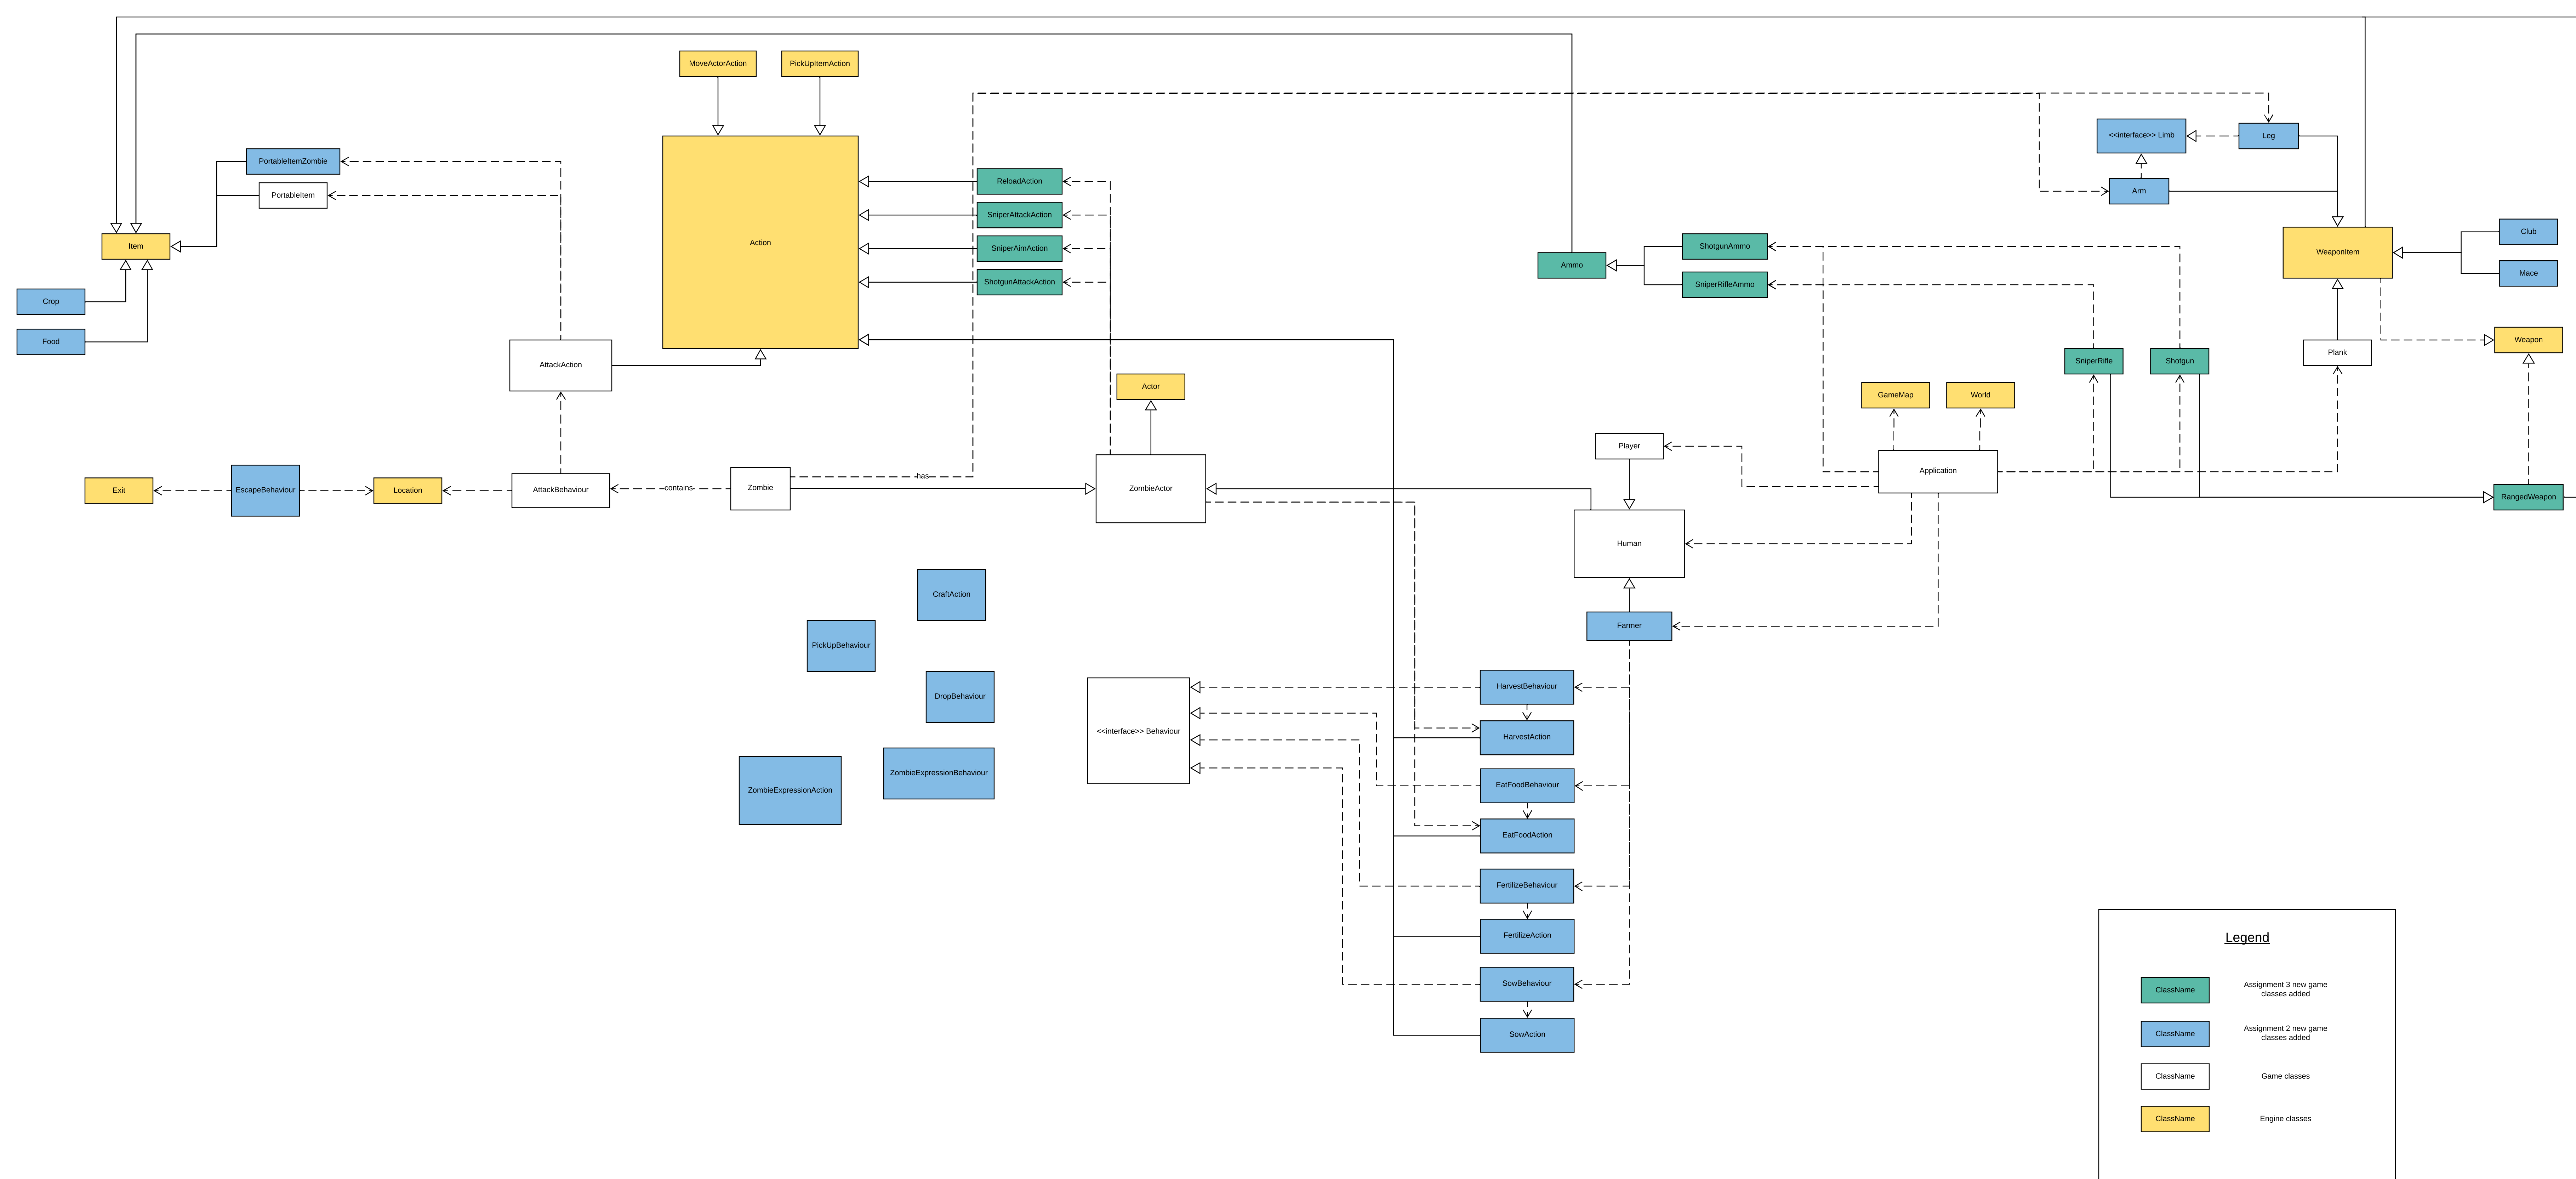 MoveActorAction
PickUpItemAction
<<interface>> Limb
Leg
PortableItemZombie
ReloadAction
PortableItem
Arm
SniperAttackAction
Club
Action
Item
SniperAimAction
ShotgunAmmo
WeaponItem
Ammo
Mace
ShotgunAttackAction
SniperRifleAmmo
Crop
Food
Weapon
Plank
AttackAction
SniperRifle
Shotgun
Actor
GameMap
World
Player
Application
has
Exit
EscapeBehaviour
Location
AttackBehaviour
contains
Zombie
ZombieActor
RangedWeapon
Human
CraftAction
Farmer
PickUpBehaviour
HarvestBehaviour
DropBehaviour
<<interface>> Behaviour
HarvestAction
ZombieExpressionBehaviour
EatFoodBehaviour
ZombieExpressionAction
EatFoodAction
FertilizeBehaviour
FertilizeAction
SowBehaviour
SowAction
Legend
ClassName
Assignment 3 new game
classes added
ClassName
Assignment 2 new game
classes added
ClassName
Game classes
ClassName
Engine classes